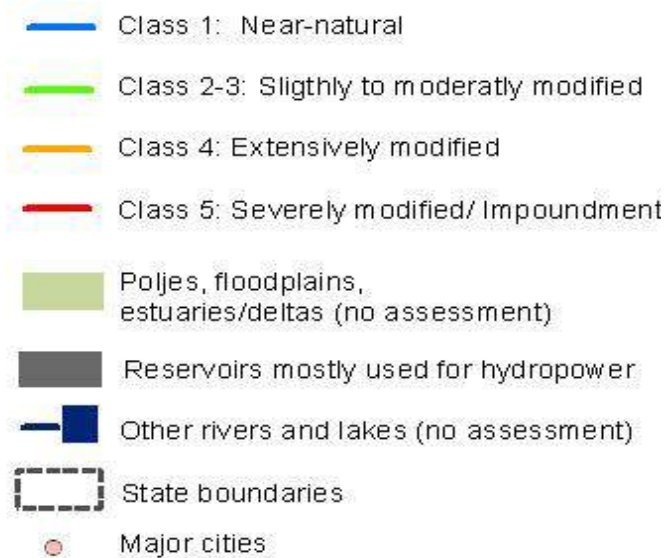 Class 1: Near-natural
Class 2-3: Sligthly to moderatly modified
Class 4: Extensively modified
Class 5: Severely modified/ Impoundment
Poljes, floodplains,
estuaries/deltas (no assessment)
Reservoirs mostly used for hydropower
Other rivers and lakes (no assessment)
State boundaries
Major cities